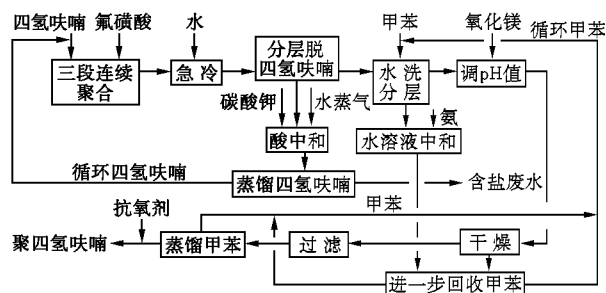 四氢呋喃 氟磺酸 水 甲苯 氧化镁 循环甲苯
三段连续
聚合
急冷
分层脱
四氢呋喃
水洗
分层
调pH值
碳酸钾 水蒸气 氨
酸中和 水溶液中和
循环四氢呋喃 蒸馏四氢呋喃 含盐废水
抗氧剂 甲苯
聚四氢呋喃 蒸馏甲苯 过滤 干燥
进一步回收甲苯